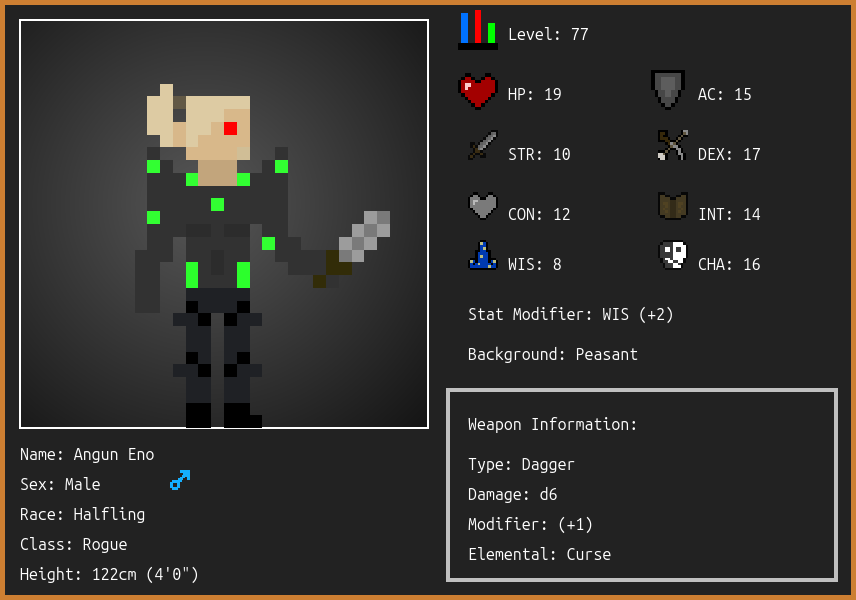 Level: 77
HP: 19
AC: 15
STR: 10
DEX: 17
CON: 12
INT: 14
WIS: 8
CHA: 16
Stat Modifier: WIS (+2)
Background: Peasant
Weapon Information:
Type: Dagger
Damage: d6
Modifier: (+1)
Elemental: Curse
Name: Angun Eno
Sex: Male
Race: Halfling
Class: Rogue
Height: 122cm (4'0")